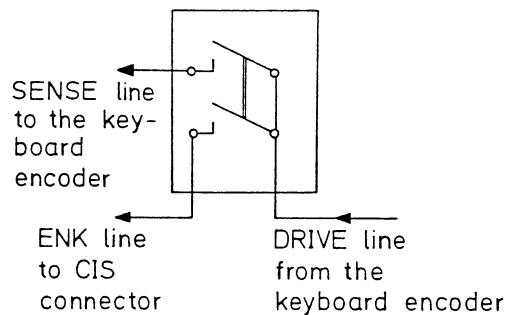 SENSE line
to the key-
board
encoder
ENK line
to CIS
connector
DRIVE line
from the
keyboard encoder